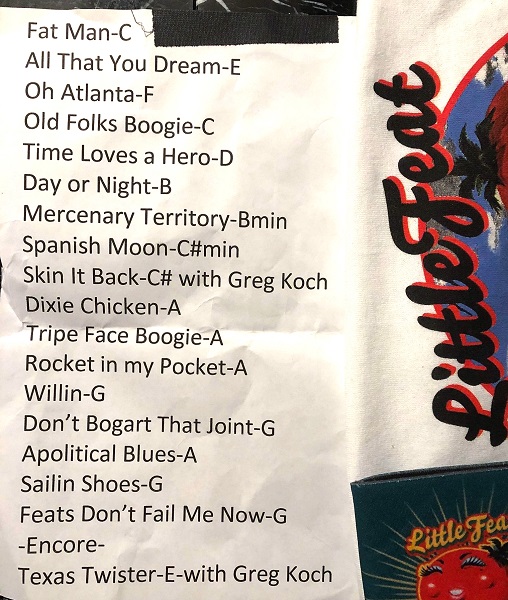 Fat Man-C
All That You Dream-E
Oh Atlanta-F
Old Folks Boogie-C
Time Loves a Hero-D
Day or Night-B
Mercenary Territory-Bmin
Spanish Moon-C#min
Skin It Back-C# with Greg Koch
Dixie Chicken-A
Tripe Face Boogie-A
Rocket in my Pocket-A
Willin-G
Don’t Bogart That Joint-G
Apolitical Blues-A
Sailin Shoes-G
Feats Don’t Fail Me Now-G
-Encore-
Texas Twister-E-with Greg Koch
Little Feat
Little Fea